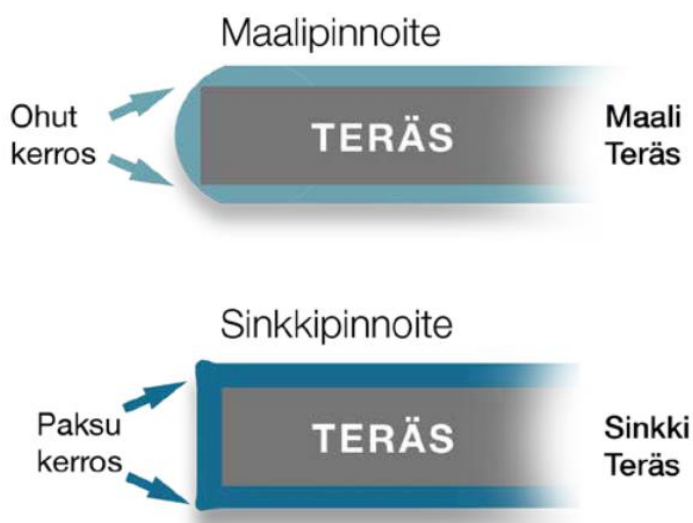 Maalipinnoite
Ohut
kerros
TERÄS
Maali
Teräs
Sinkkipinnoite
Paksu
kerros
TERÄS
Sinkki
Teräs